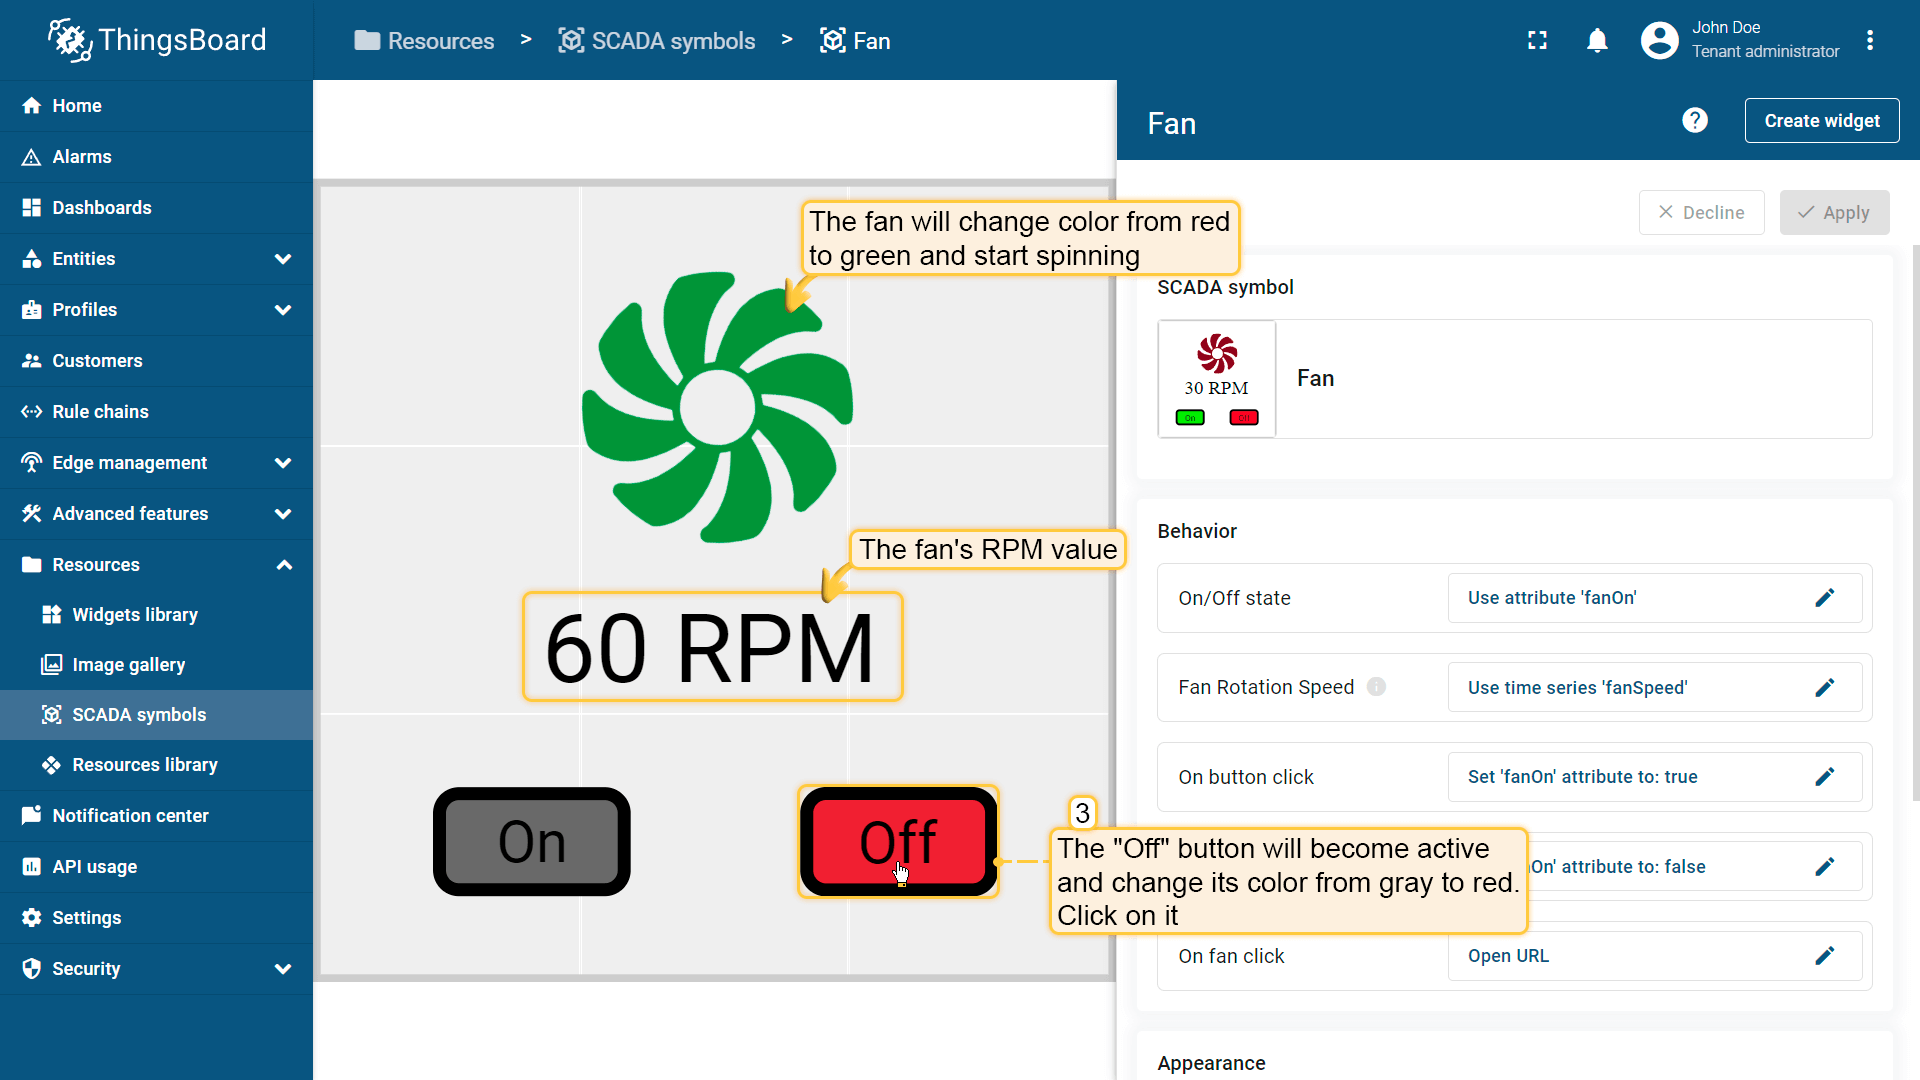 ThingsBoard
Resources > SCADA symbols > Fan
John Doe
Tenant administrator
Home
Alarms
Dashboards
Entities
Profiles
Customers
Rule chains
Edge management
Advanced features
Resources
Widgets library
Image gallery
SCADA symbols
Resources library
Notification center
API usage
Settings
Security
The fan will change color from red
to green and start spinning
The fan's RPM value
60 RPM
On
Off
3
The "Off" button will become active
and change its color from gray to red.
Click on it
Fan
?
Create widget
Decline
Apply
SCADA symbol
30 RPM
On
Off
Fan
Behavior
On/Off state
Use attribute 'fanOn'
Fan Rotation Speed
Use time series 'fanSpeed'
On button click
Set 'fanOn' attribute to: true
On' attribute to: false
On fan click
Open URL
Appearance